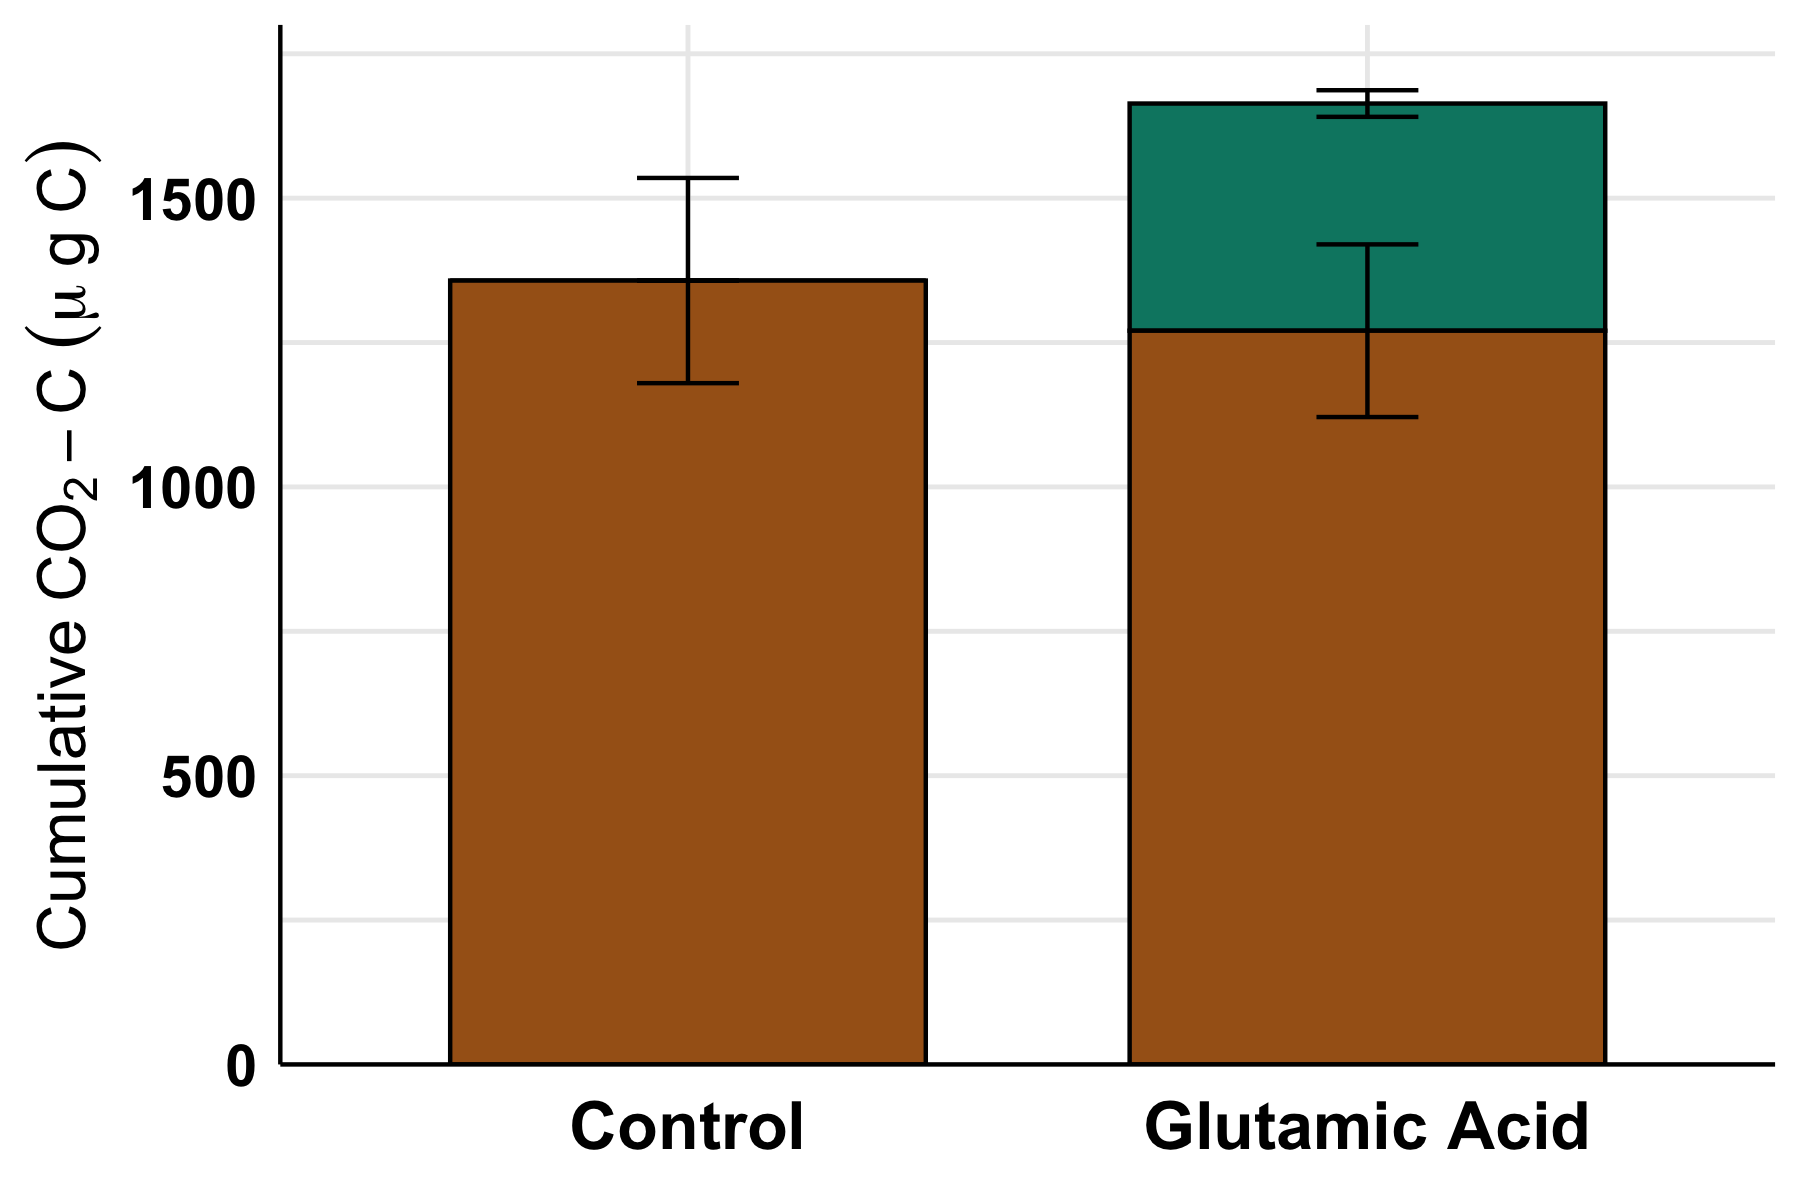 Cumulative CO₂ – C (μ g C)
1500
1000
500
0
Control
Glutamic Acid